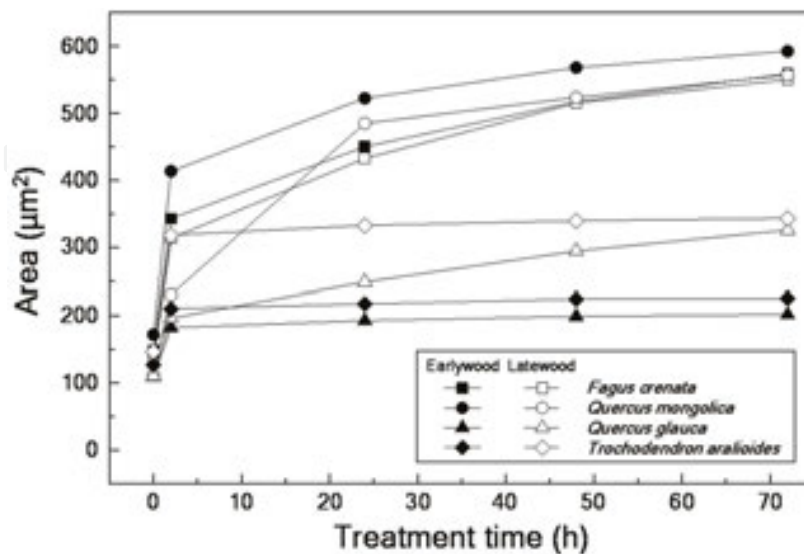 600
500
400
300
200
100
0
Area (µm²)
0 10 20 30 40 50 60 70
Treatment time (h)
Earlywood Latewood
Fagus crenata
Quercus mongolica
Quercus glauca
Trochodendron aralioides